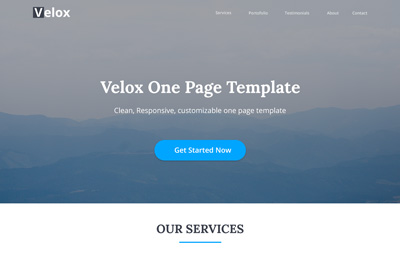 Velox
Services
Portofolio
Testimonials
About
Contact
Velox One Page Template
Clean, Responsive, customizable one page template
Get Started Now
OUR SERVICES